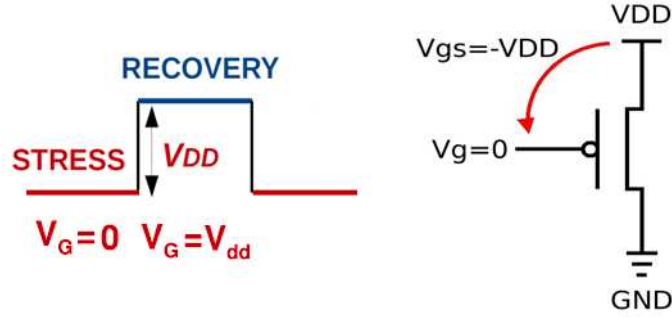 RECOVERY
STRESS
VDD
VG=0 VG=Vdd
VDD
Vgs=-VDD
Vg=0
GND